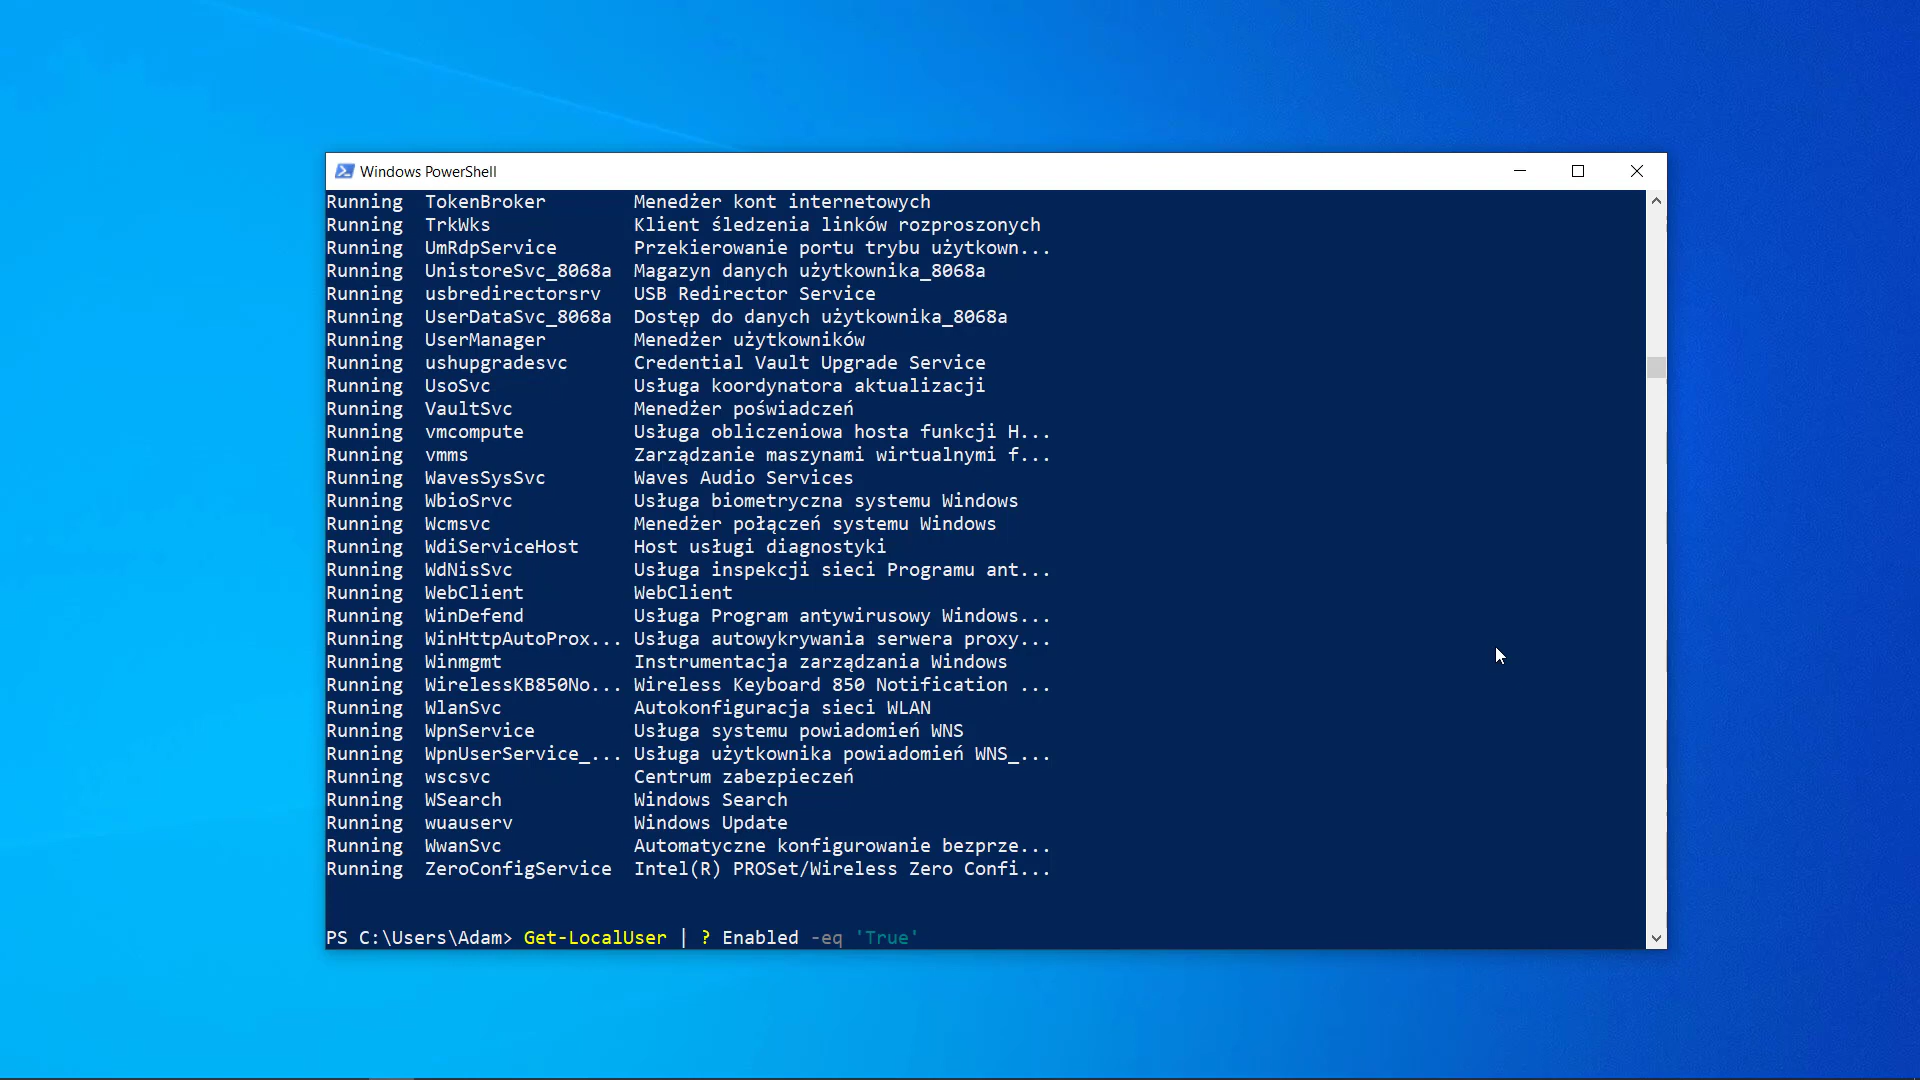 Windows PowerShell
Running TokenBroker Menedżer kont internetowych
Running TrkWks Klient śledzenia linków rozproszonych
Running UmRdpService Przekierowanie portu trybu użytkown...
Running UnistoreSvc_8068a Magazyn danych użytkownika_8068a
Running usbredirectorsrv USB Redirector Service
Running UserDataSvc_8068a Dostęp do danych użytkownika_8068a
Running UserManager Menedżer użytkowników
Running ushupgradesvc Credential Vault Upgrade Service
Running UsoSvc Usługa koordynatora aktualizacji
Running VaultSvc Menedżer poświadczeń
Running vmcompute Usługa obliczeniowa hosta funkcji H...
Running vmms Zarządzanie maszynami wirtualnymi f...
Running WavesSysSvc Waves Audio Services
Running WbioSrvc Usługa biometryczna systemu Windows
Running Wcmsvc Menedżer połączeń systemu Windows
Running WdiServiceHost Host usługi diagnostyki
Running WdNisSvc Usługa inspekcji sieci Programu ant...
Running WebClient WebClient
Running WinDefend Usługa Program antywirusowy Windows...
Running WinHttpAutoProx... Usługa autowykrywania serwera proxy...
Running Winmgmt Instrumentacja zarządzania Windows
Running WirelessKB850No... Wireless Keyboard 850 Notification ...
Running WlanSvc Autokonfiguracja sieci WLAN
Running WpnService Usługa systemu powiadomień WNS
Running WpnUserService_... Usługa użytkownika powiadomień WNS_...
Running wscsvc Centrum zabezpieczeń
Running WSearch Windows Search
Running wuauserv Windows Update
Running WwanSvc Automatyczne konfigurowanie bezprze...
Running ZeroConfigService Intel(R) PROSet/Wireless Zero Confi...
PS C:\Users\Adam> Get-LocalUser | ? Enabled -eq 'True'